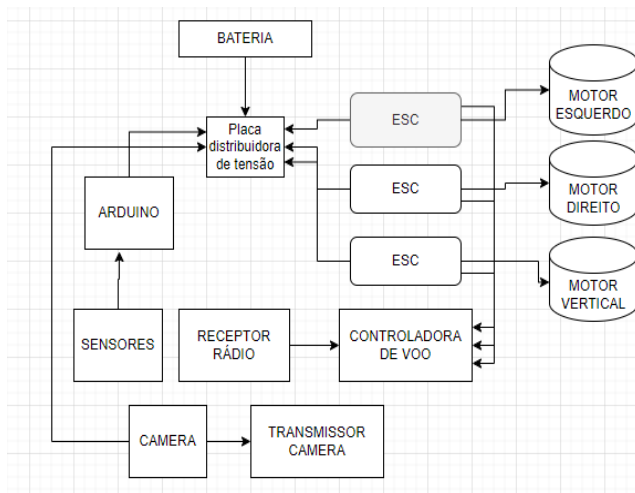 BATERIA
Placa
distribuidora
de tensão
ESC
MOTOR
ESQUERDO
ARDUINO
ESC
MOTOR
DIREITO
ESC
MOTOR
VERTICAL
SENSORES
RECEPTOR
RÁDIO
CONTROLADORA
DE VOO
CAMERA
TRANSMISSOR
CAMERA